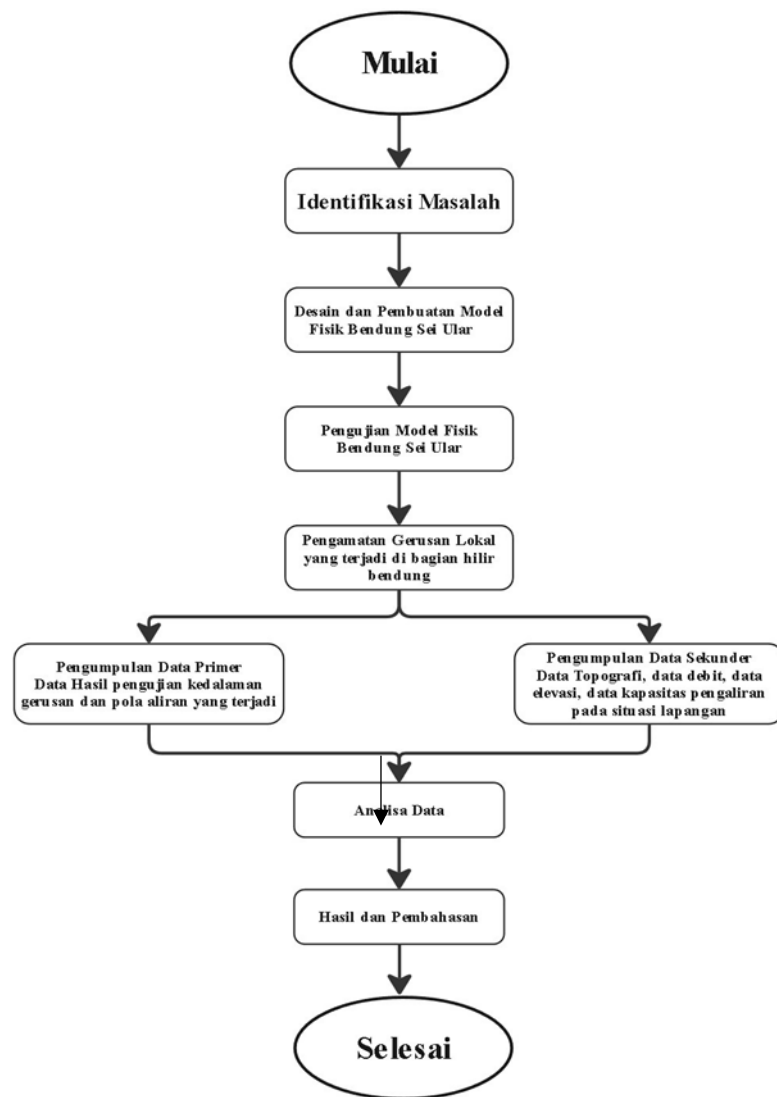 Mulai
Identifikasi Masalah
Desain dan Pembuatan Model
Fisik Bendung Sei Ular
Pengujian Model Fisik
Bendung Sei Ular
Pengamatan Gerusan Lokal
yang terjadi di bagian hilir
bendung
Pengumpulan Data Primer
Data Hasil pengujian kedalaman
gerusan dan pola aliran yang terjadi
Pengumpulan Data Sekunder
Data Topografi, data debit, data
elevasi, data kapasitas pengaliran
pada situasi lapangan
Analisa Data
Hasil dan Pembahasan
Selesai